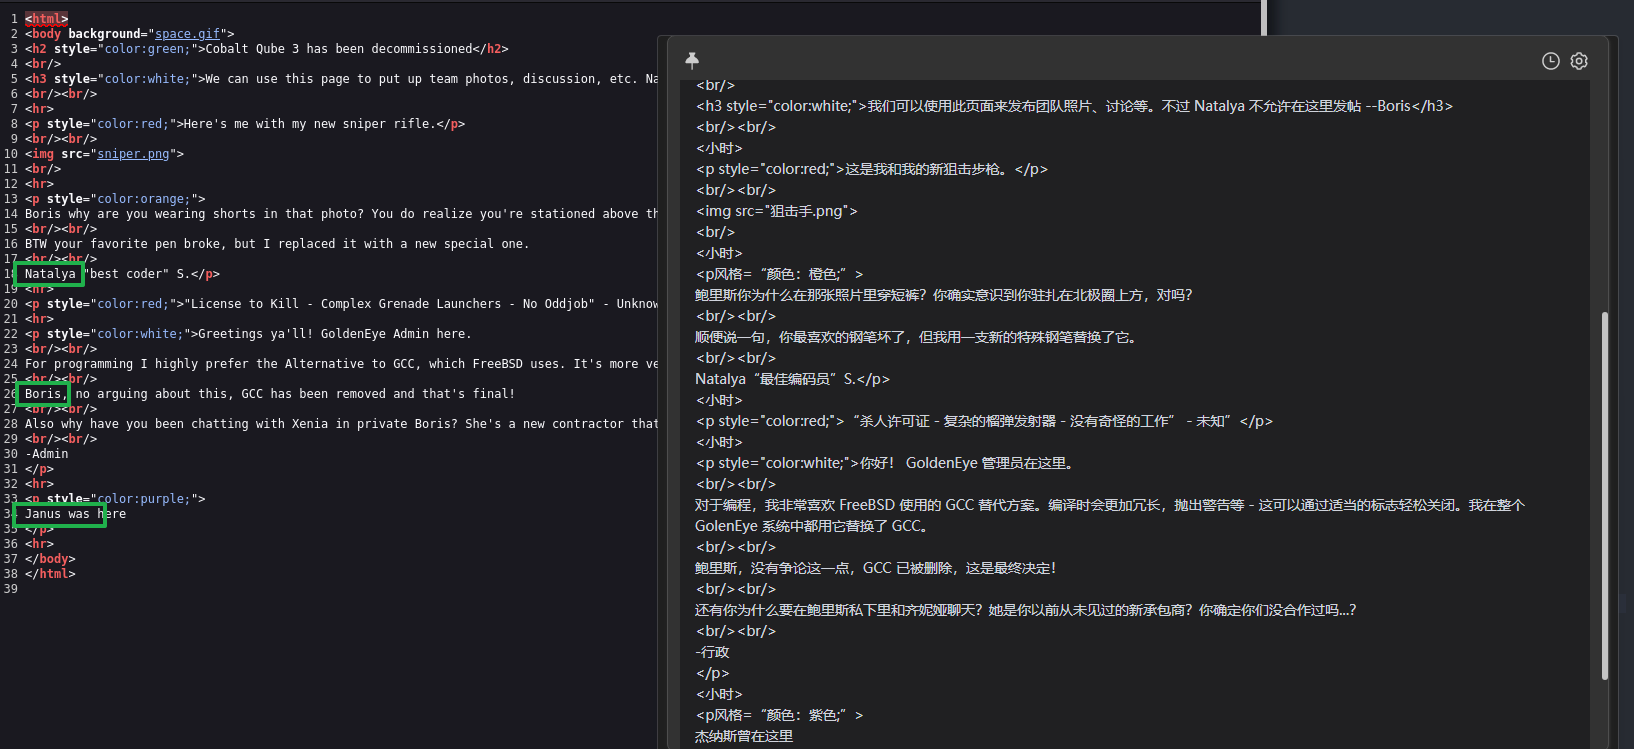 1 <html>
2 <body background="space.gif">
3 <h2 style="color:green;">Cobalt Qube 3 has been decommissioned</h2>
4 <br/>
5 <h3 style="color:white;">We can use this page to put up team photos, discussion, etc. Na
6 <br/><br/>
7 <hr>
8 <p style="color:red;">Here's me with my new sniper rifle.</p>
9 <br/><br/>
10 <img src="sniper.png">
11 <br/>
12 <hr>
13 <p style="color:orange;">
14 Boris why are you wearing shorts in that photo? You do realize you're stationed above th
15 <br/><br/>
16 BTW your favorite pen broke, but I replaced it with a new special one.
17 <br/><br/>
18 Natalya "best coder" S.</p>
19 <hr>
20 <p style="color:red;">"License to Kill - Complex Grenade Launchers - No Oddjob" - Unknow
21 <hr>
22 <p style="color:white;">Greetings ya'll! GoldenEye Admin here.
23 <br/><br/>
24 For programming I highly prefer the Alternative to GCC, which FreeBSD uses. It's more ve
25 <br/><br/>
26 Boris, no arguing about this, GCC has been removed and that's final!
27 <br/><br/>
28 Also why have you been chatting with Xenia in private Boris? She's a new contractor that
29 <br/><br/>
30 -Admin
31 </p>
32 <hr>
33 <p style="color:purple;">
34 Janus was here
35 </p>
36 <hr>
37 </body>
38 </html>
39
<br/>
<h3 style="color:white;">我们可以使用此页面来发布团队照片、讨论等。不过 Natalya 不允许在这里发帖 --Boris</h3>
<br/><br/>
<小时>
<p style="color:red;">这是我和我的新狙击步枪。</p>
<br/><br/>
<img src="狙击手.png">
<br/>
<小时>
<p风格=“颜色：橙色;”>
鲍里斯你为什么在那张照片里穿短裤？你确实意识到你驻扎在北极圈上方，对吗？
<br/><br/>
顺便说一句，你最喜欢的钢笔坏了，但我用一支新的特殊钢笔替换了它。
<br/><br/>
Natalya“最佳编码员”S.</p>
<小时>
<p style="color:red;">“杀人许可证 - 复杂的榴弹发射器 - 没有奇怪的工作” - 未知”</p>
<小时>
<p style="color:white;">你好！ GoldenEye 管理员在这里。
<br/><br/>
对于编程，我非常喜欢 FreeBSD 使用的 GCC 替代方案。编译时会更加冗长，抛出警告等 - 这可以通过适当的标志轻松关闭。我在整个
GolenEye 系统中都用它替换了 GCC。
<br/><br/>
鲍里斯，没有争论这一点，GCC 已被删除，这是最终决定！
<br/><br/>
还有你为什么要在鲍里斯私下里和齐妮娅聊天？她是你以前从未见过的新承包商？你确定你们没合作过吗...？
<br/><br/>
-行政
</p>
<小时>
<p风格=“颜色：紫色;”>
杰纳斯曾在这里